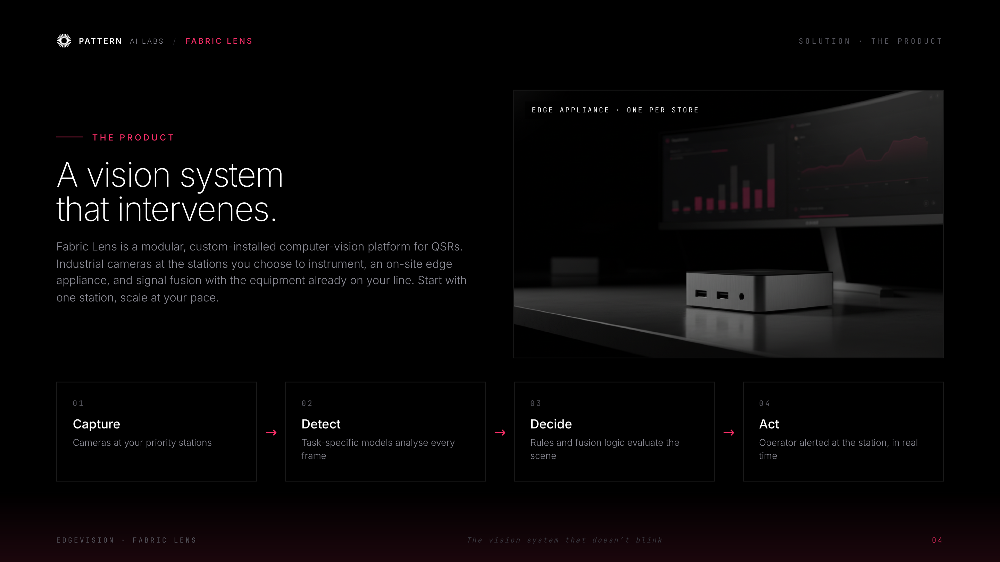 PATTERN AI LABS / FABRIC LENS
SOLUTION · THE PRODUCT
THE PRODUCT
A vision system
that intervenes.
Fabric Lens is a modular, custom-installed computer-vision platform for QSRs.
Industrial cameras at the stations you choose to instrument, an on-site edge
appliance, and signal fusion with the equipment already on your line. Start with
one station, scale at your pace.
EDGE APPLIANCE · ONE PER STORE
01
Capture
Cameras at your priority stations
→
02
Detect
Task-specific models analyse every
frame
→
03
Decide
Rules and fusion logic evaluate the
scene
→
04
Act
Operator alerted at the station, in real
time
EDGEVISION · FABRIC LENS
The vision system that doesn’t blink
04